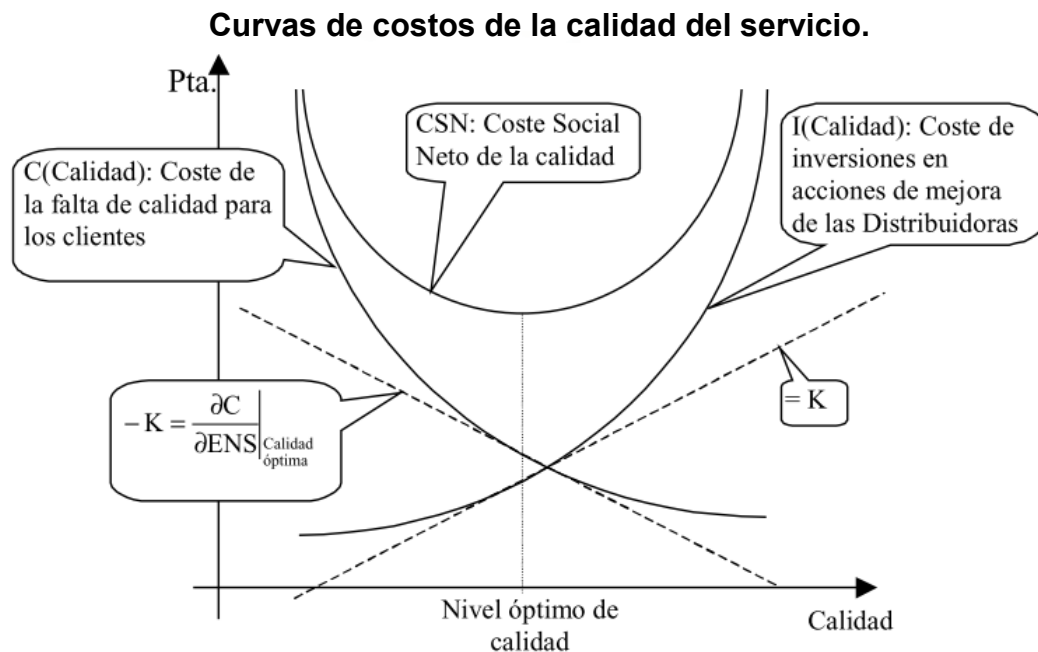 Curvas de costos de la calidad del servicio.
Pta.
CSN: Coste Social
Neto de la calidad
I(Calidad): Coste de
inversiones en
acciones de mejora
de las Distribuidoras
C(Calidad): Coste de
la falta de calidad para
los clientes
− K = ∂C/∂ENS |Calidad
óptima
= K
Nivel óptimo de
calidad
Calidad